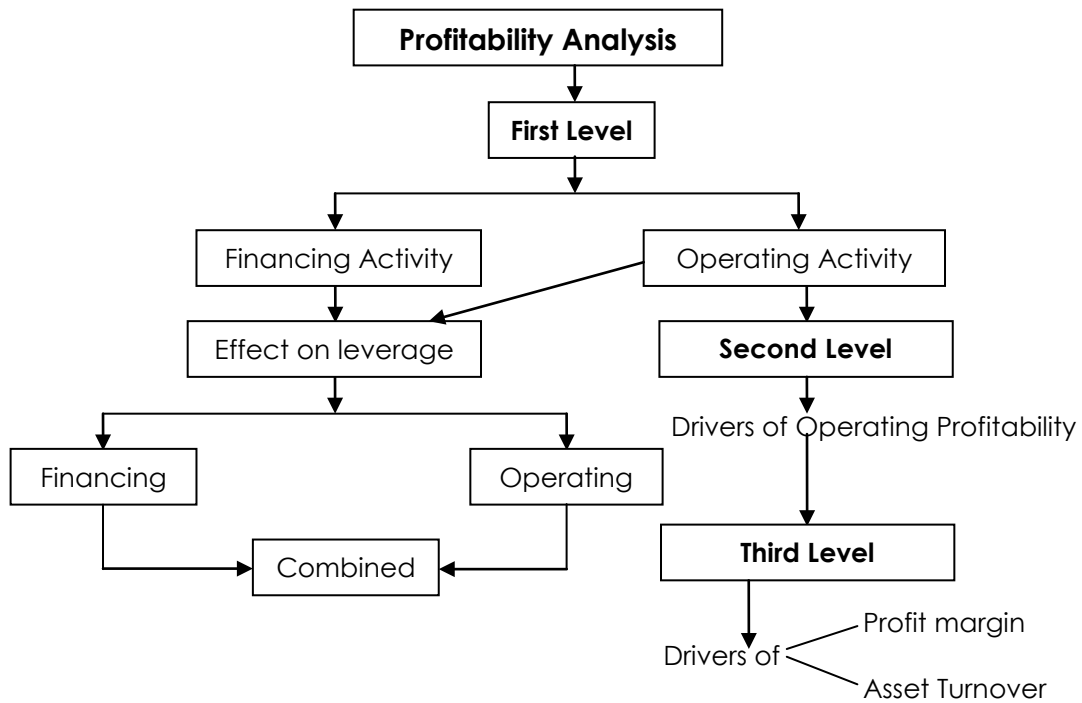 Profitability Analysis
First Level
Financing Activity
Operating Activity
Effect on leverage
Second Level
Drivers of Operating Profitability
Financing
Operating
Combined
Third Level
Drivers of
Profit margin
Asset Turnover